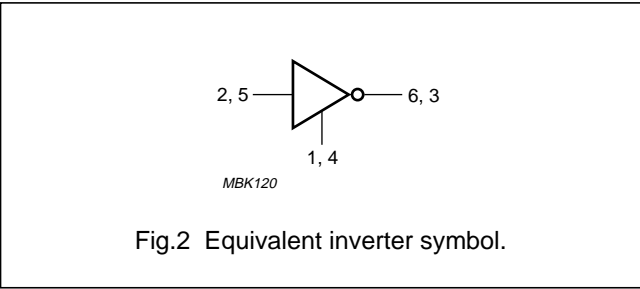 2, 5
6, 3
1, 4
MBK120
Fig.2 Equivalent inverter symbol.